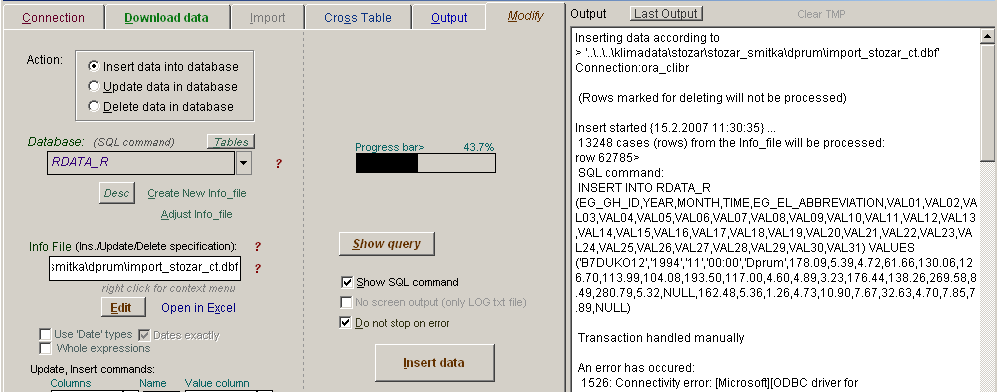 Connection Download data Import Cross Table Output Modify
Action:
Insert data into database
Update data in database
Delete data in database
Database: (SQL command) Tables
RDATA_R ?
Desc Create New Info_file
Adjust Info_file
Info File (Ins./Update/Delete specification): ?
smitka\dprum\import_stozar_ct.dbf ?
right click for context menu
Edit Open in Excel
Use 'Date' types Dates exactly
Whole expressions
Update, Insert commands:
Columns Name Value column
Progress bar> 43.7%
Show query
Show SQL command
No screen output (only LOG txt file)
Do not stop on error
Insert data
Output Last Output Clear TMP
Inserting data according to
> '..\..\..\klimadata\stozar\stozar_smitka\dprum\import_stozar_ct.dbf'
Connection:ora_clibr
(Rows marked for deleting will not be processed)
Insert started {15.2.2007 11:30:35} ...
13248 cases (rows) from the Info_file will be processed:
row 62785>
SQL command:
INSERT INTO RDATA_R
(EG_GH_ID,YEAR,MONTH,TIME,EG_EL_ABBREVIATION,VAL01,VAL02,VAL03,VAL04,VAL05,VAL06,VAL07,VAL08,VAL09,VAL10,VAL11,VAL12,VAL13
,VAL14,VAL15,VAL16,VAL17,VAL18,VAL19,VAL20,VAL21,VAL22,VAL23,VAL24,VAL25,VAL26,VAL27,VAL28,VAL29,VAL30,VAL31) VALUES
('B7DUKO12','1994','11','00:00','Dprum',178.09,5.39,4.72,61.66,130.06,126.70,113.99,104.08,193.50,117.00,4.60,4.89,3.23,176.44,138.26,269.58,8.49,280.79,5.32,NULL,162.48,5.36,1.26,4.73,10.90,7.67,32.63,4.70,7.85,7.89,NULL)
Transaction handled manually
An error has occured:
1526: Connectivity error: [Microsoft][ODBC driver for